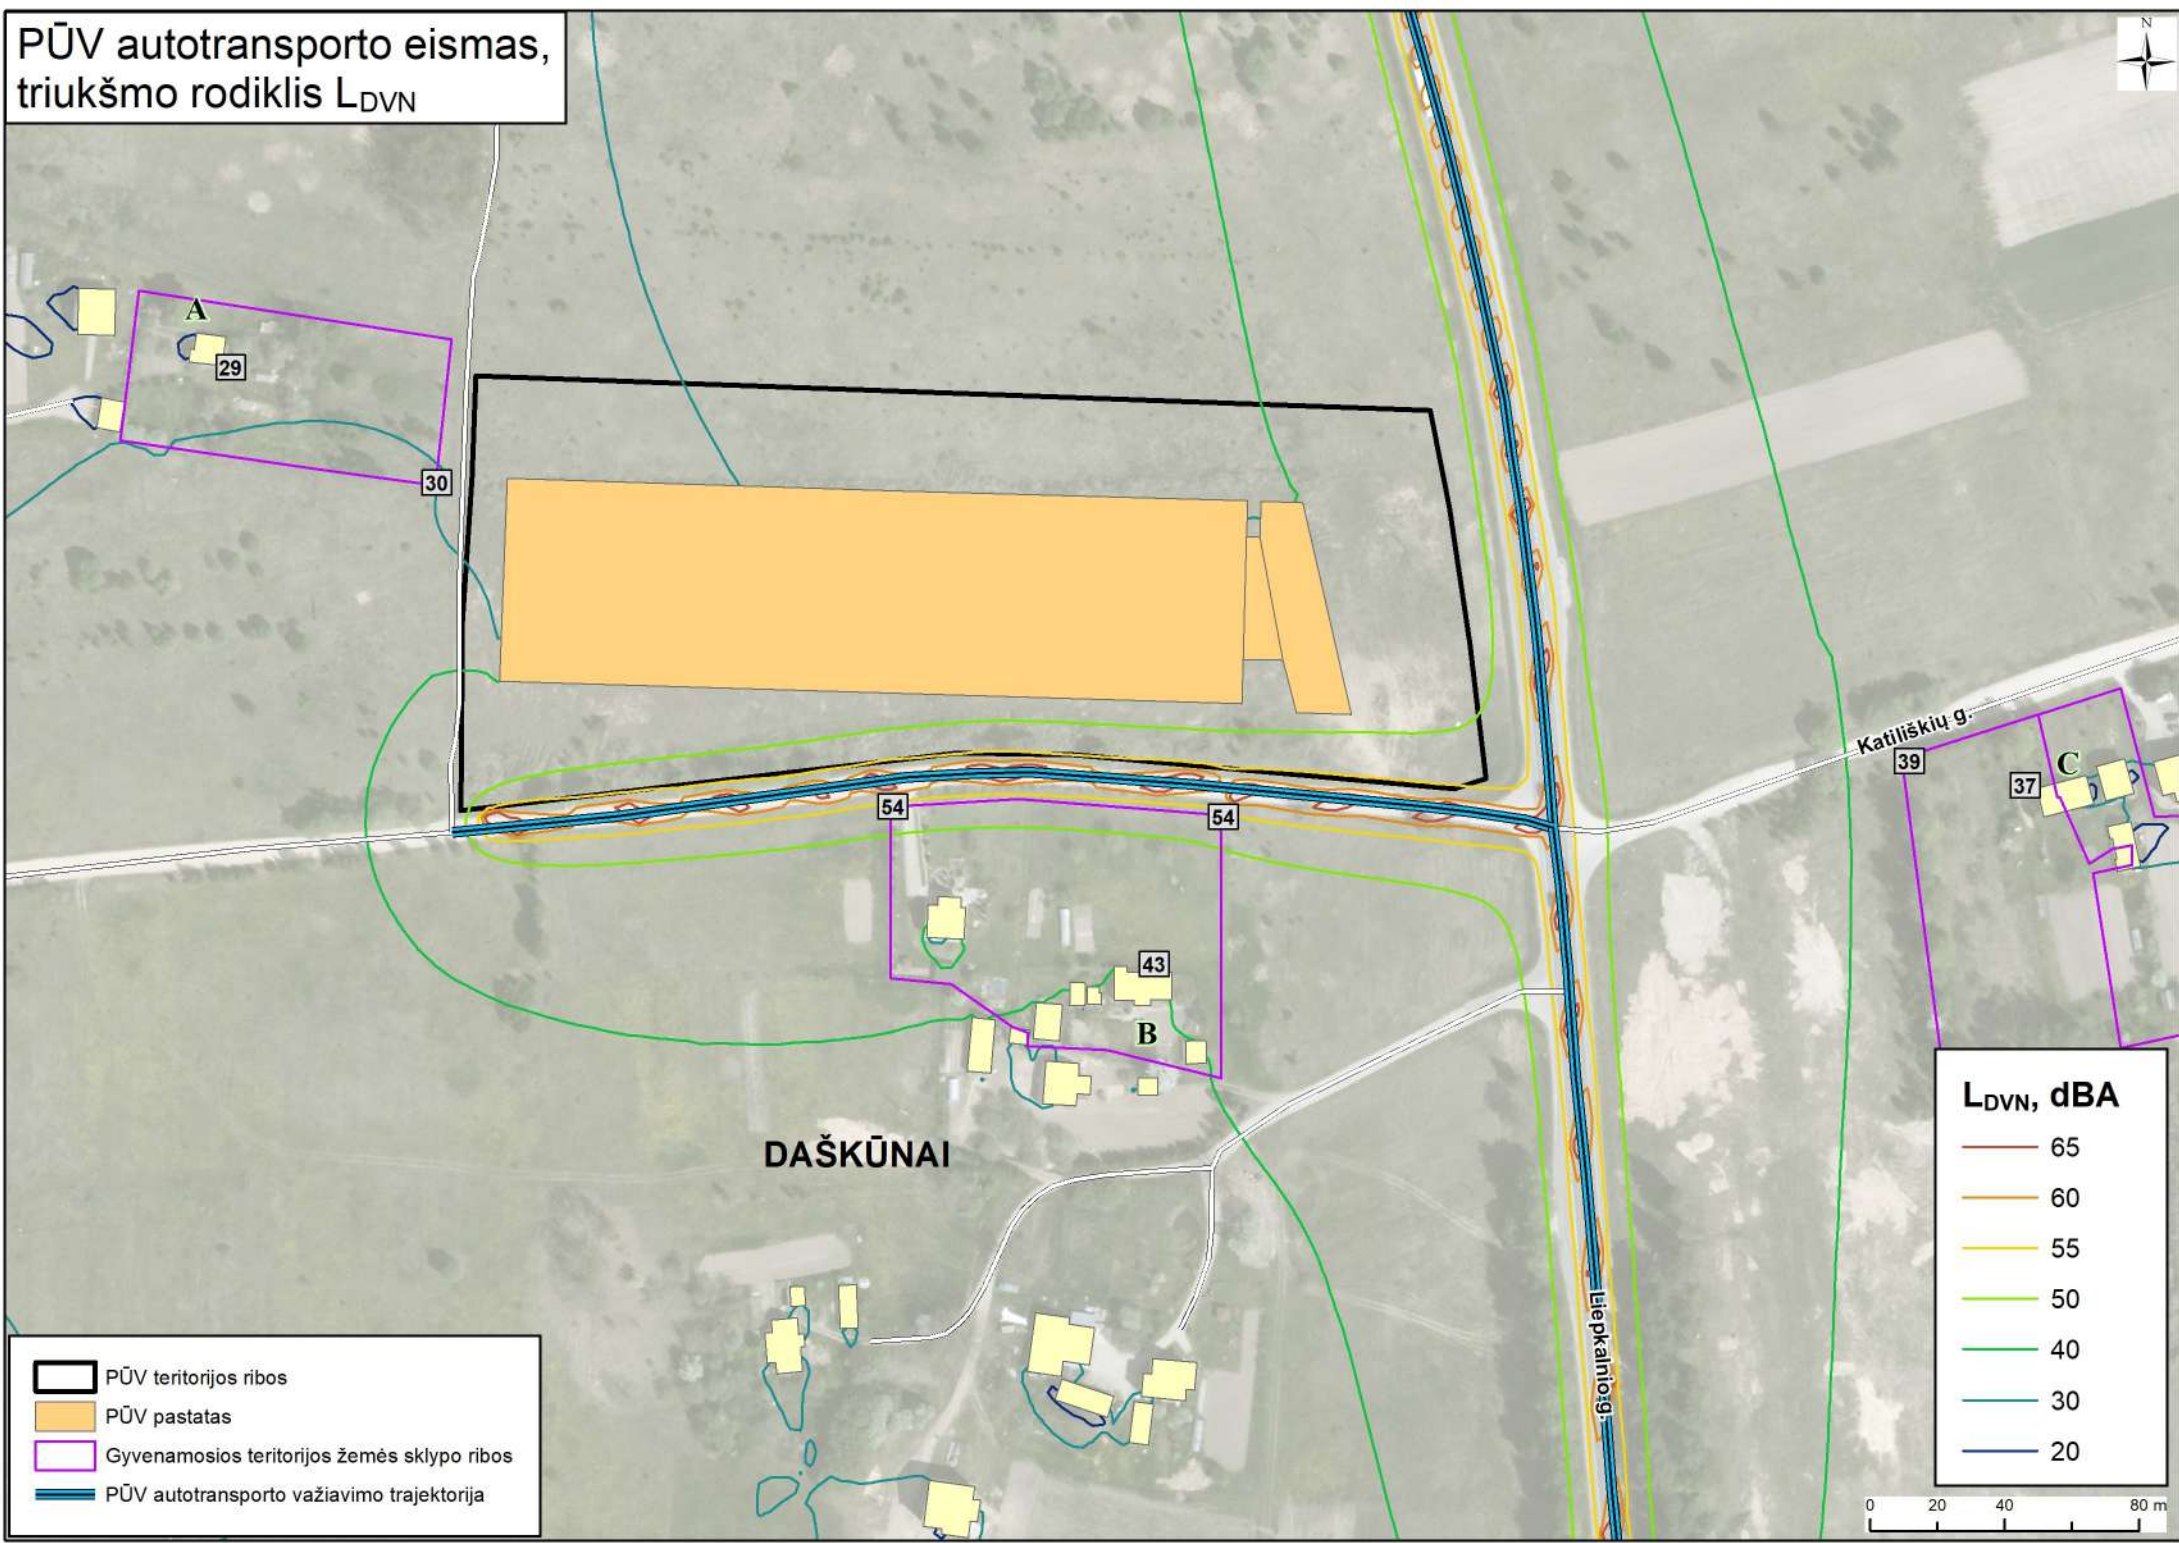 PŪV autotransporto eismas,
triukšmo rodiklis LDVN
N
A
29
30
Katiliškių g.
39
C
37
54
54
43
B
DAŠKŪNAI
Liepkalnio g.
LDVN, dBA
65
60
55
50
40
30
20
PŪV teritorijos ribos
PŪV pastatas
Gyvenamosios teritorijos žemės sklypo ribos
PŪV autotransporto važiavimo trajektorija
0 20 40 80 m